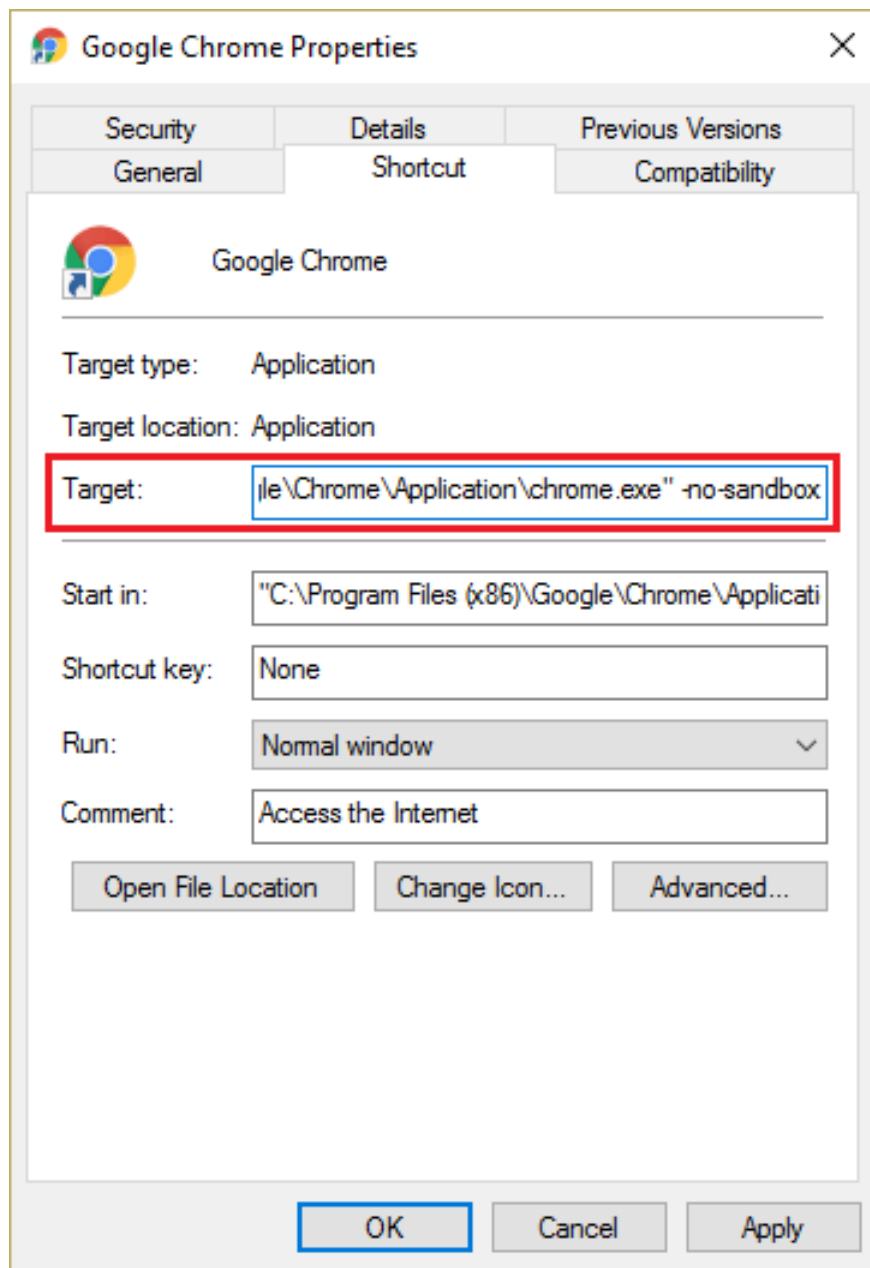 Google Chrome Properties
Security Details Previous Versions
General Shortcut Compatibility
Google Chrome
Target type: Application
Target location: Application
Target: gle\Chrome\Application\chrome.exe" -no-sandbox
Start in: "C:\Program Files (x86)\Google\Chrome\Applicati
Shortcut key: None
Run: Normal window
Comment: Access the Internet
Open File Location Change Icon... Advanced...
OK Cancel Apply